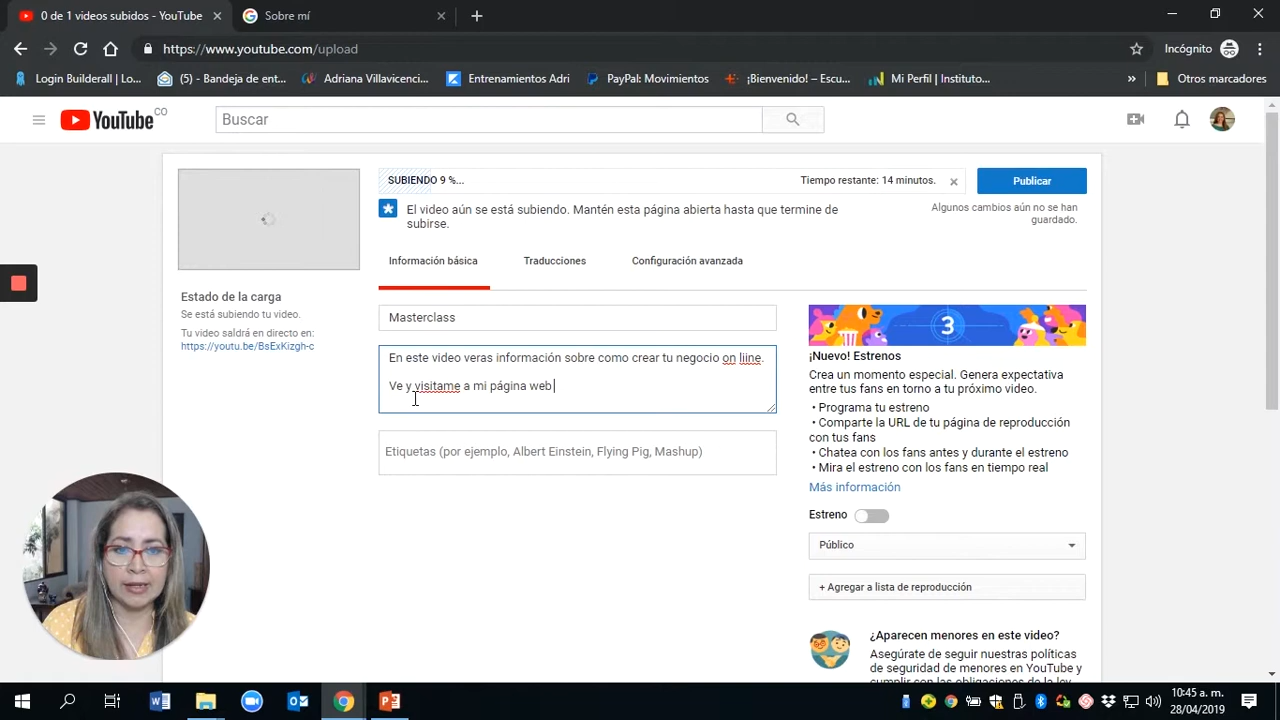 0 de 1 videos subidos - YouTube
Sobre mí
https://www.youtube.com/upload
Incógnito
Login Builderall | Lo...
(5) - Bandeja de ent...
Adriana Villavicenci...
Entrenamientos Adri
PayPal: Movimientos
¡Bienvenido! – Escu...
Mi Perfil | Instituto...
»
Otros marcadores
YouTube CO
Buscar
SUBIENDO 9 %...
Tiempo restante: 14 minutos.
Publicar
El video aún se está subiendo. Mantén esta página abierta hasta que termine de
subirse.
Algunos cambios aún no se han
guardado.
Información básica
Traducciones
Configuración avanzada
Estado de la carga
Se está subiendo tu video.
Tu video saldrá en directo en:
https://youtu.be/BsExKizgh-c
Masterclass
En este video veras información sobre como crear tu negocio on liine.
Ve y visitame a mi página web
Etiquetas (por ejemplo, Albert Einstein, Flying Pig, Mashup)
3
¡Nuevo! Estrenos
Crea un momento especial. Genera expectativa
entre tus fans en torno a tu próximo video.
• Programa tu estreno
• Comparte la URL de tu página de reproducción
con tus fans
• Chatea con los fans antes y durante el estreno
• Mira el estreno con los fans en tiempo real
Más información
Estreno
Público
+ Agregar a lista de reproducción
¿Aparecen menores en este video?
Asegúrate de seguir nuestras políticas
de seguridad de menores en YouTube y
cumplir con las obligaciones de la ley
10:45 a. m.
28/04/2019